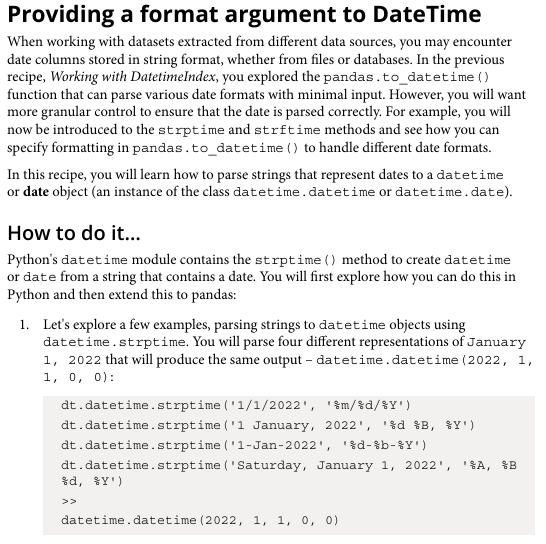 Providing a format argument to DateTime
When working with datasets extracted from different data sources, you may encounter
date columns stored in string format, whether from files or databases. In the previous
recipe, Working with DatetimeIndex, you explored the pandas.to_datetime()
function that can parse various date formats with minimal input. However, you will want
more granular control to ensure that the date is parsed correctly. For example, you will
now be introduced to the strptime and strftime methods and see how you can
specify formatting in pandas.to_datetime() to handle different date formats.
In this recipe, you will learn how to parse strings that represent dates to a datetime
or date object (an instance of the class datetime.datetime or datetime.date).
How to do it…
Python's datetime module contains the strptime() method to create datetime
or date from a string that contains a date. You will first explore how you can do this in
Python and then extend this to pandas:
1. Let's explore a few examples, parsing strings to datetime objects using
datetime.strptime. You will parse four different representations of January
1, 2022 that will produce the same output – datetime.datetime(2022, 1,
1, 0, 0):
dt.datetime.strptime('1/1/2022', '%m/%d/%Y')
dt.datetime.strptime('1 January, 2022', '%d %B, %Y')
dt.datetime.strptime('1-Jan-2022', '%d-%b-%Y')
dt.datetime.strptime('Saturday, January 1, 2022', '%A, %B
%d, %Y')
>>
datetime.datetime(2022, 1, 1, 0, 0)